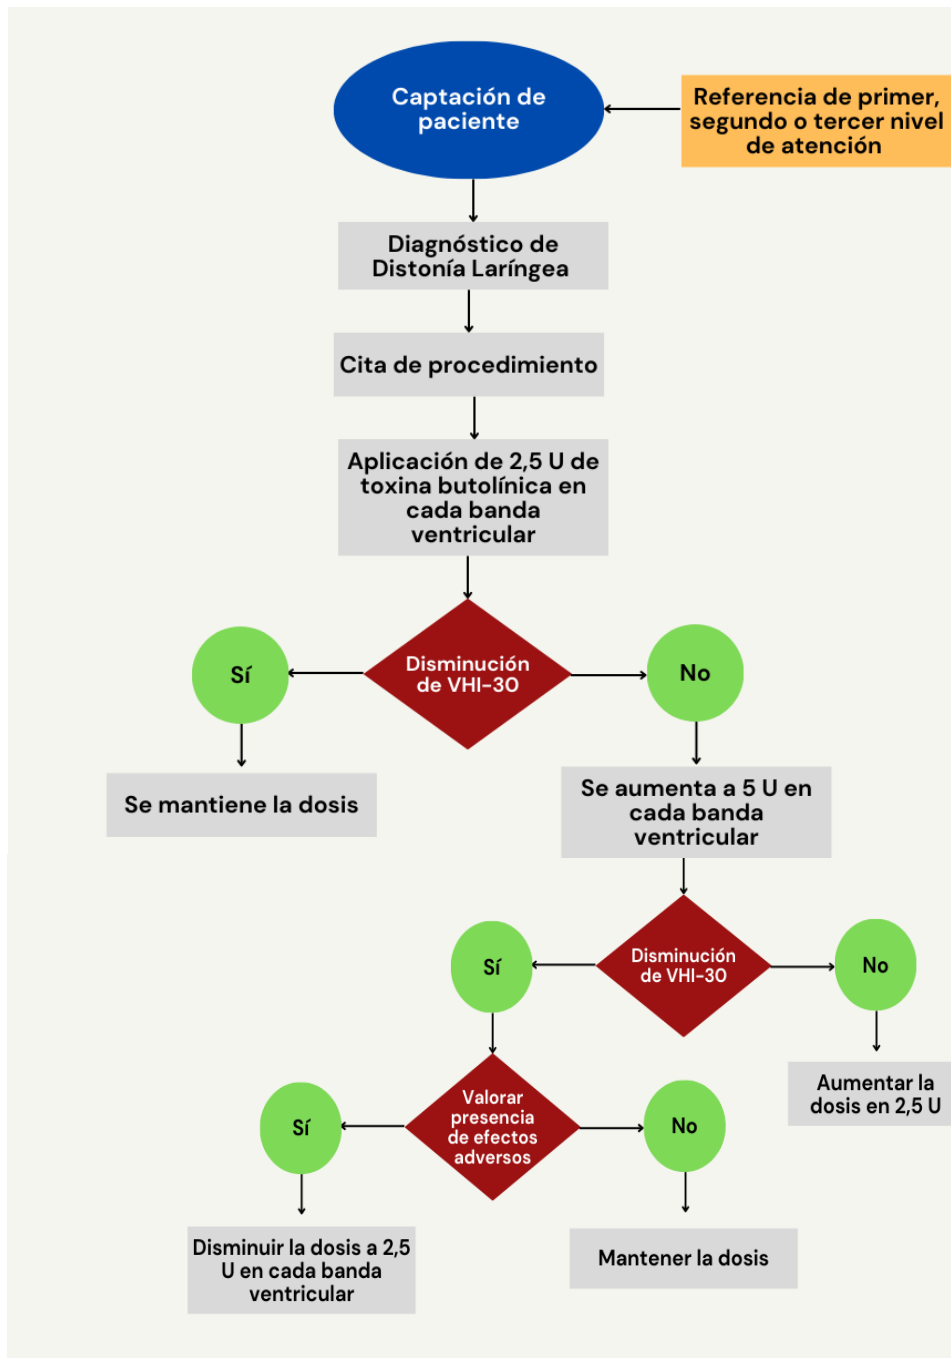 Captación de
paciente
Referencia de primer,
segundo o tercer nivel
de atención
Diagnóstico de
Distonía Laríngea
Cita de procedimiento
Aplicación de 2,5 U de
toxina butolínica en
cada banda
ventricular
Disminución
de VHI-30
Sí
No
Se mantiene la dosis
Se aumenta a 5 U en
cada banda
ventricular
Disminución
de VHI-30
Sí
No
Aumentar la
dosis en 2,5 U
Valorar
presencia
de efectos
adversos
Sí
No
Disminuir la dosis a 2,5
U en cada banda
ventricular
Mantener la dosis